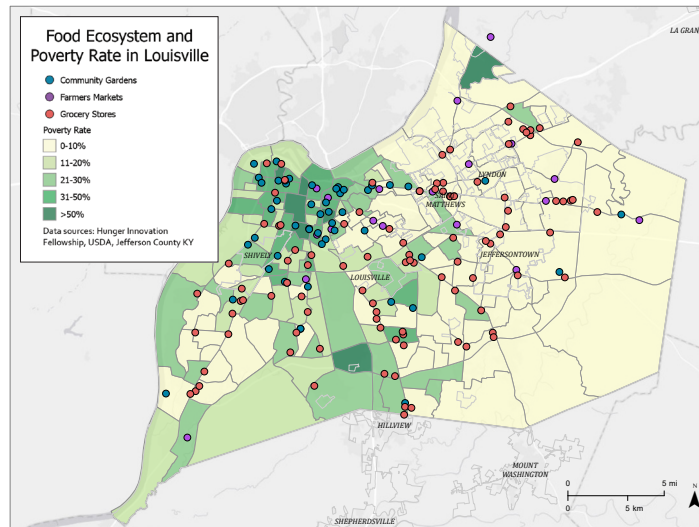 Food Ecosystem and
Poverty Rate in Louisville
Community Gardens
Farmers Markets
Grocery Stores
Poverty Rate
0-10%
11-20%
21-30%
31-50%
>50%
Data sources: Hunger Innovation
Fellowship, USDA, Jefferson County KY
LA GRAN
LYNDON
MATTHEWS
SHIVELY
JEFFERSONTOWN
LOUISVILLE
HILLVIEW
MOUNT
WASHINGTON
SHEPHERDSVILLE
0 5 mi
0 5 km
N